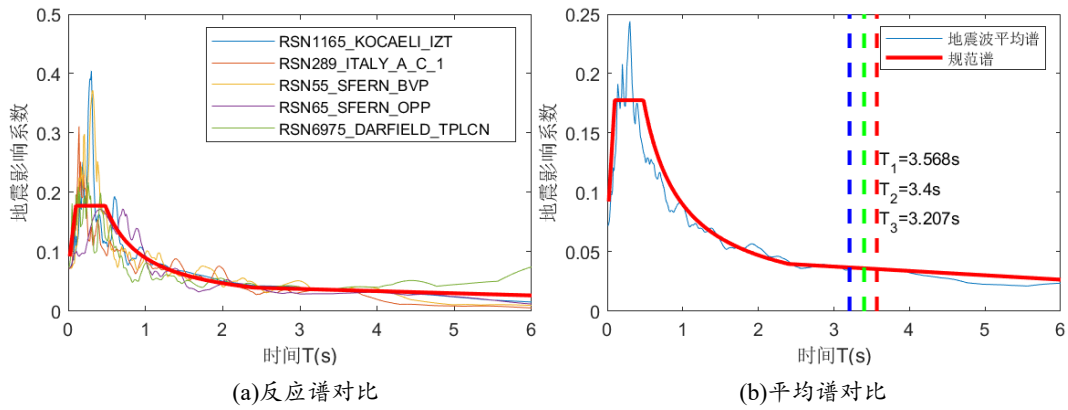 0.5
0.4
0.3
0.2
0.1
0
地震影响系数
RSN1165_KOCAELI_IZT
RSN289_ITALY_A_C_1
RSN55_SFERN_BVP
RSN65_SFERN_OPP
RSN6975_DARFIELD_TPLCN
0 1 2 3 4 5 6
时间T(s)
(a)反应谱对比
0.25
0.2
0.15
0.1
0.05
0
地震影响系数
地震波平均谱
规范谱
T1=3.568s
T2=3.4s
T3=3.207s
0 1 2 3 4 5 6
时间T(s)
(b)平均谱对比